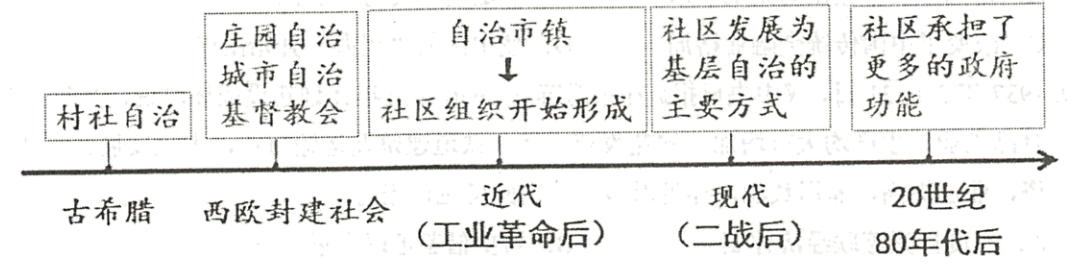 村社自治
庄园自治
城市自治
基督教会
自治市镇
社区组织开始形成
社区发展为
基层自治的
主要方式
社区承担了
更多的政府
功能
古希腊
西欧封建社会
近代
（工业革命后）
现代
（二战后）
20世纪
80年代后